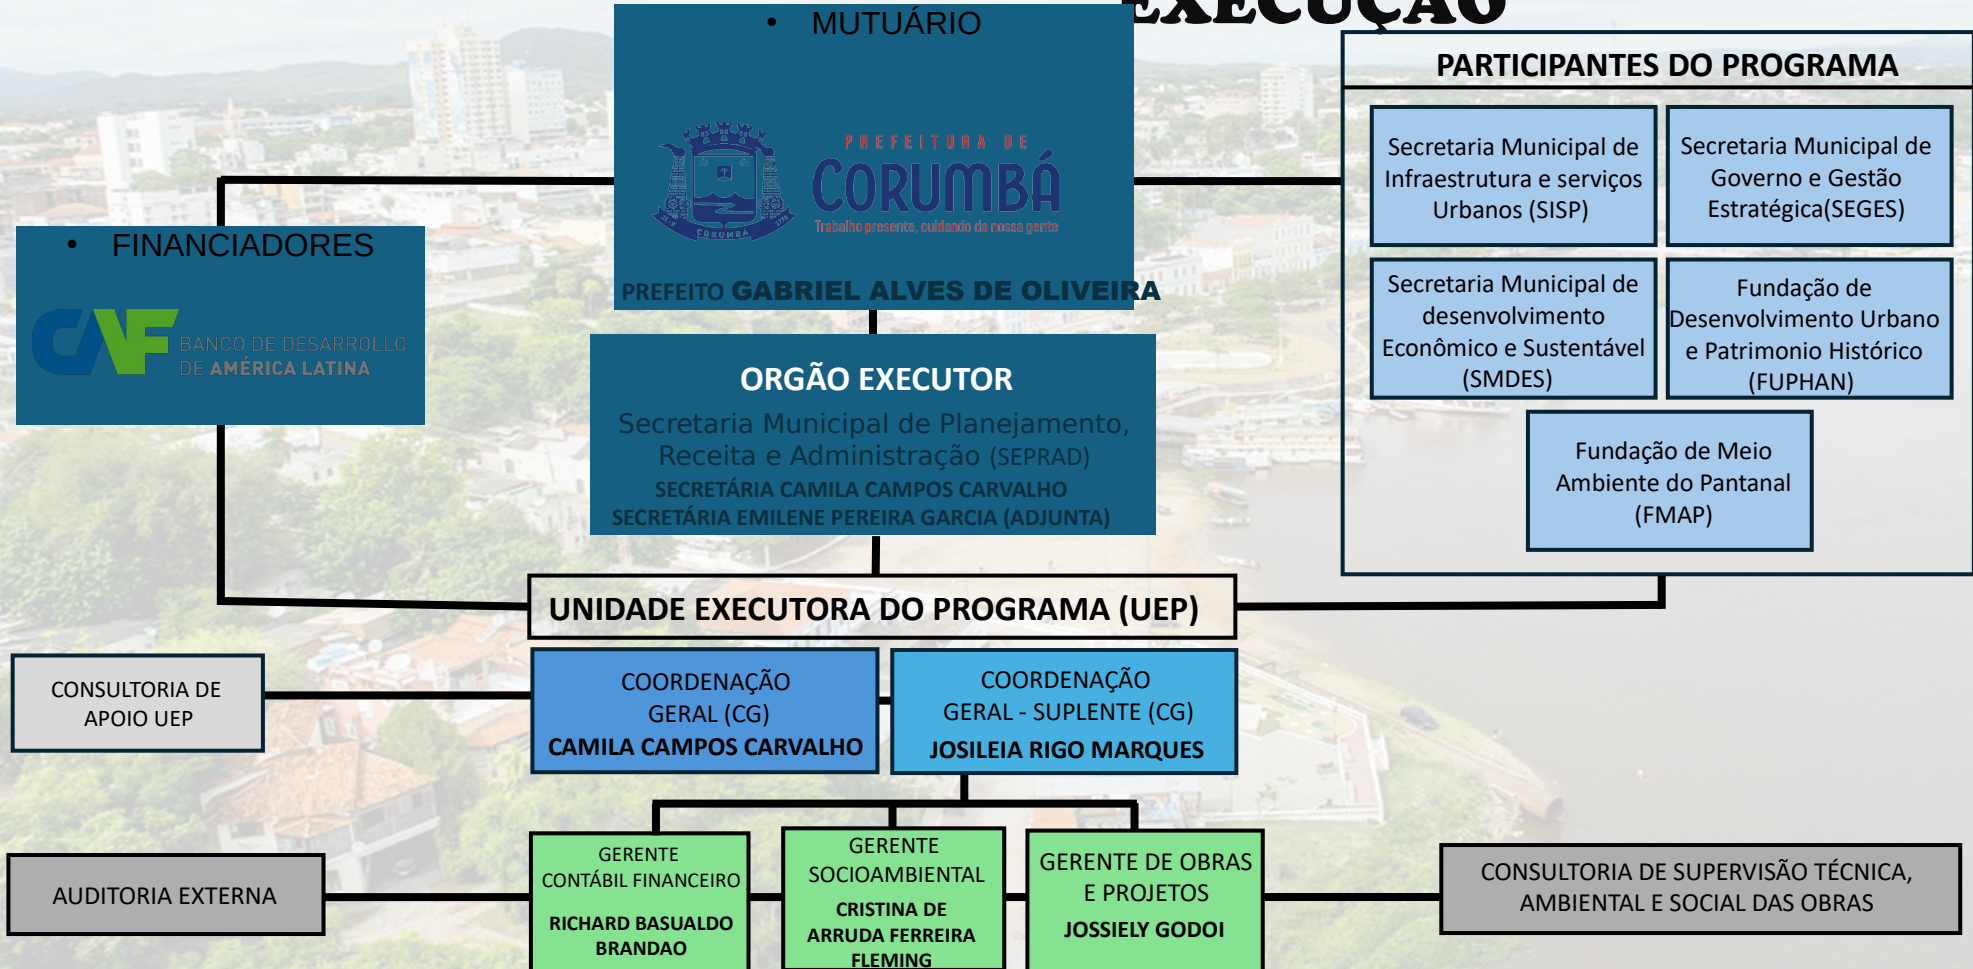 EXECUÇÃO
• MUTUÁRIO
PREFEITURA DE
CORUMBÁ
Trabalho presente, cuidando da nossa gente
CORUMBÁ
PREFEITO GABRIEL ALVES DE OLIVEIRA
• FINANCIADORES
CAF BANCO DE DESARROLLO
DE AMÉRICA LATINA
PARTICIPANTES DO PROGRAMA
Secretaria Municipal de
Infraestrutura e serviços
Urbanos (SISP)
Secretaria Municipal de
Governo e Gestão
Estratégica(SEGES)
Secretaria Municipal de
desenvolvimento
Econômico e Sustentável
(SMDES)
Fundação de
Desenvolvimento Urbano
e Patrimonio Histórico
(FUPHAN)
Fundação de Meio
Ambiente do Pantanal
(FMAP)
ORGÃO EXECUTOR
Secretaria Municipal de Planejamento,
Receita e Administração (SEPRAD)
SECRETÁRIA CAMILA CAMPOS CARVALHO
SECRETÁRIA EMILENE PEREIRA GARCIA (ADJUNTA)
UNIDADE EXECUTORA DO PROGRAMA (UEP)
CONSULTORIA DE
APOIO UEP
COORDENAÇÃO
GERAL (CG)
CAMILA CAMPOS CARVALHO
COORDENAÇÃO
GERAL - SUPLENTE (CG)
JOSILEIA RIGO MARQUES
AUDITORIA EXTERNA
GERENTE
CONTÁBIL FINANCEIRO
RICHARD BASUALDO
BRANDAO
GERENTE
SOCIOAMBIENTAL
CRISTINA DE
ARRUDA FERREIRA
FLEMING
GERENTE DE OBRAS
E PROJETOS
JOSSIELY GODOI
CONSULTORIA DE SUPERVISÃO TÉCNICA,
AMBIENTAL E SOCIAL DAS OBRAS